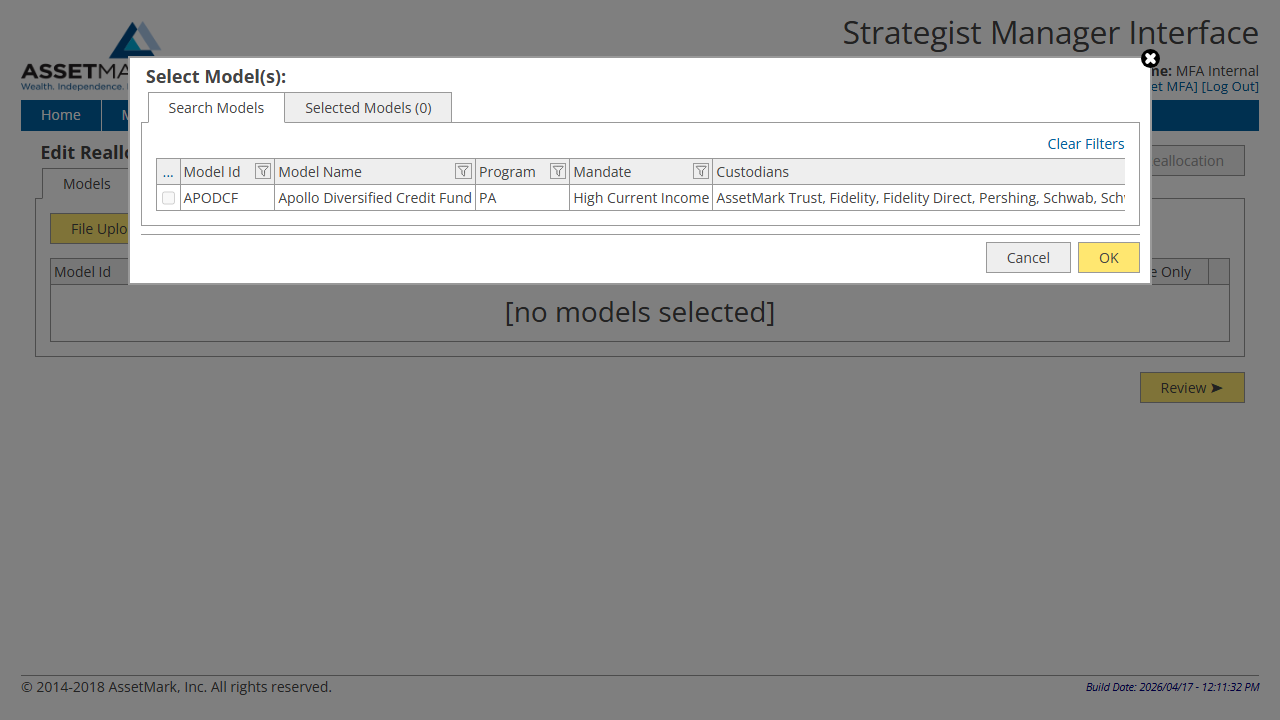 Strategist Manager Interface
ASSETMA
Wealth. Independence.
me: MFA Internal
et MFA] [Log Out]
Home M
Edit Reallo
eallocation
Models
File Uplo
Model Id
e Only
[no models selected]
Review ➤
Select Model(s):
Search Models
Selected Models (0)
Clear Filters
... Model Id Model Name Program Mandate Custodians
APODCF Apollo Diversified Credit Fund PA High Current Income AssetMark Trust, Fidelity, Fidelity Direct, Pershing, Schwab, Sch
Cancel
OK
© 2014-2018 AssetMark, Inc. All rights reserved.
Build Date: 2026/04/17 - 12:11:32 PM